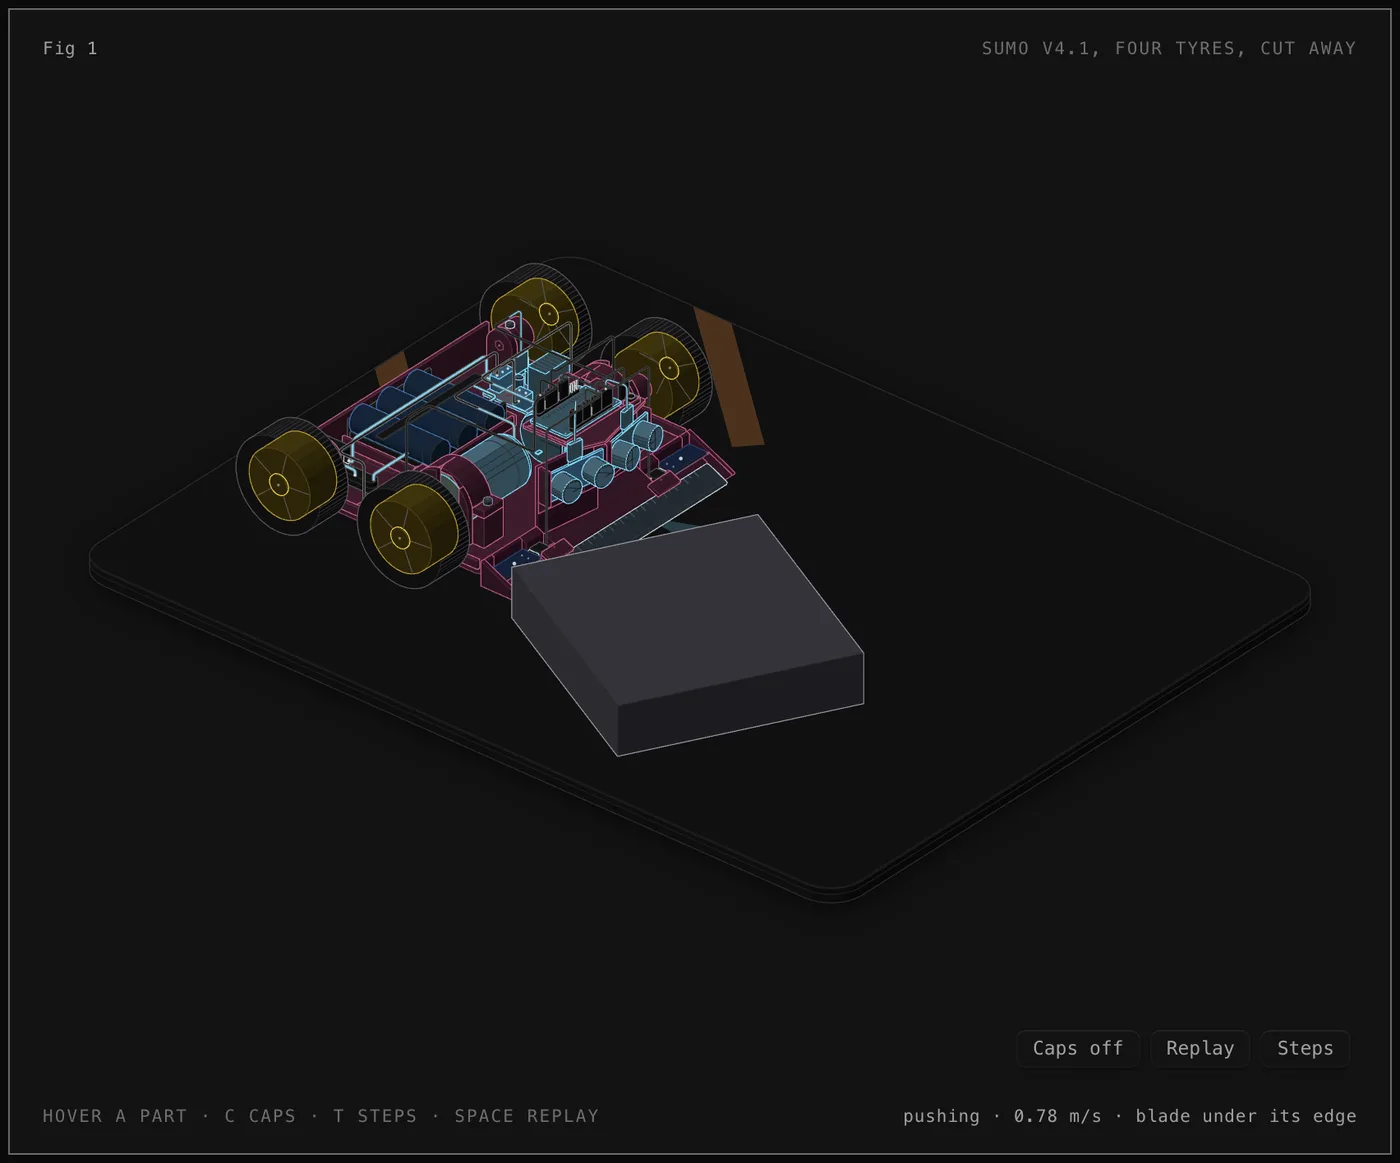 Fig 1
SUMO V4.1, FOUR TYRES, CUT AWAY
Caps off
Replay
Steps
HOVER A PART · C CAPS · T STEPS · SPACE REPLAY
pushing · 0.78 m/s · blade under its edge